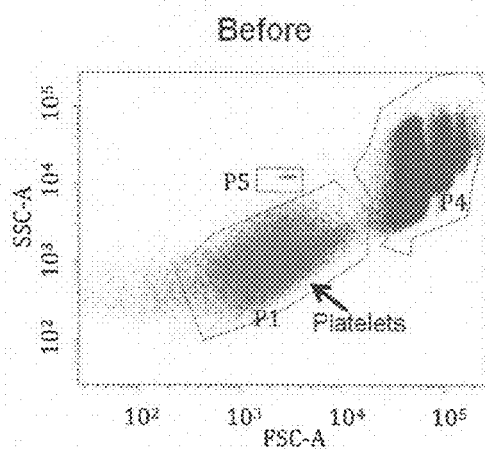 Before
10⁵
10⁴
10³
10²
SSC-A
P5
P4
P1
Platelets
10² 10³ 10⁴ 10⁵
FSC-A